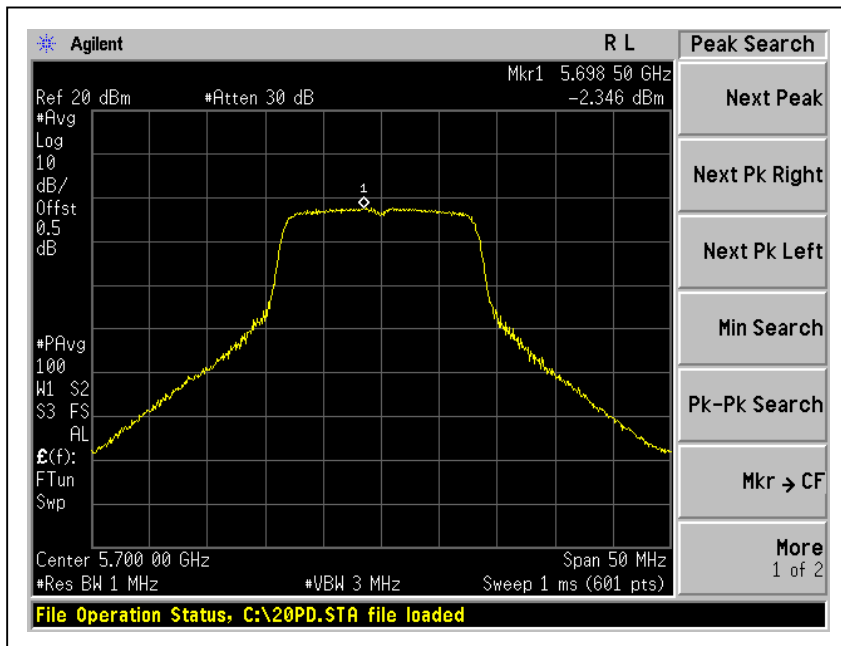 Agilent R L Peak Search
Mkr1 5.698 50 GHz
Ref 20 dBm #Atten 30 dB -2.346 dBm
#Avg
Log
10
dB/
Offst
0.5
dB
1
#PAvg
100
W1 S2
S3 FS
AL
£(f):
FTun
Swp
Center 5.700 00 GHz Span 50 MHz
#Res BW 1 MHz #VBW 3 MHz Sweep 1 ms (601 pts)
File Operation Status, C:\20PD.STA file loaded
Next Peak
Next Pk Right
Next Pk Left
Min Search
Pk-Pk Search
Mkr → CF
More
1 of 2